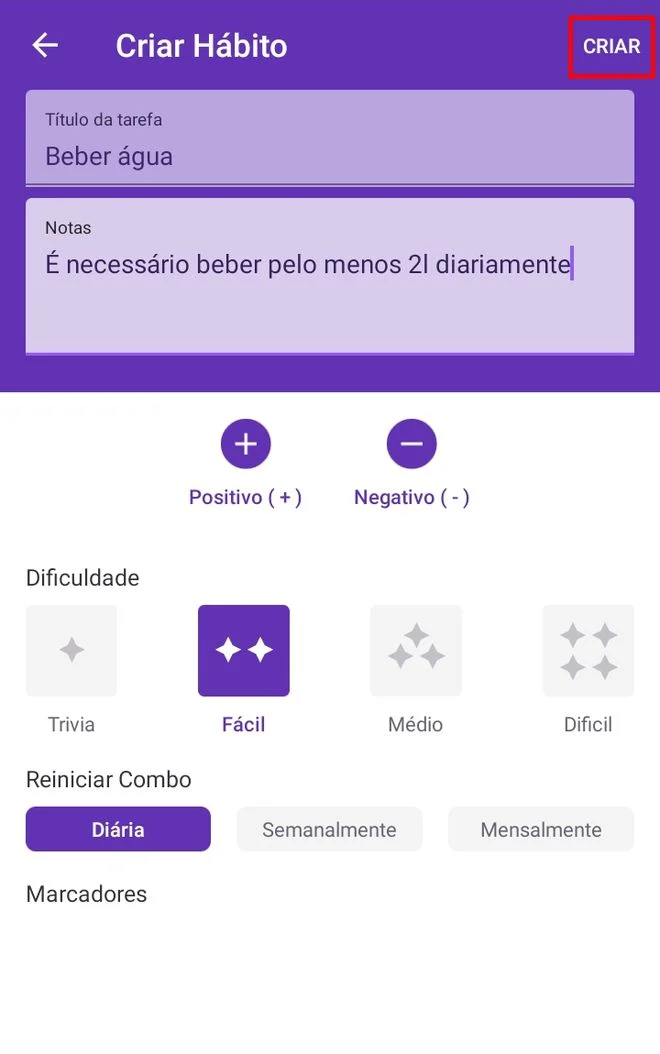 Criar Hábito
CRIAR
Título da tarefa
Beber água
Notas
É necessário beber pelo menos 2l diariamente
Positivo ( + )
Negativo ( - )
Dificuldade
Trivia
Fácil
Médio
Dificil
Reiniciar Combo
Diária
Semanalmente
Mensalmente
Marcadores